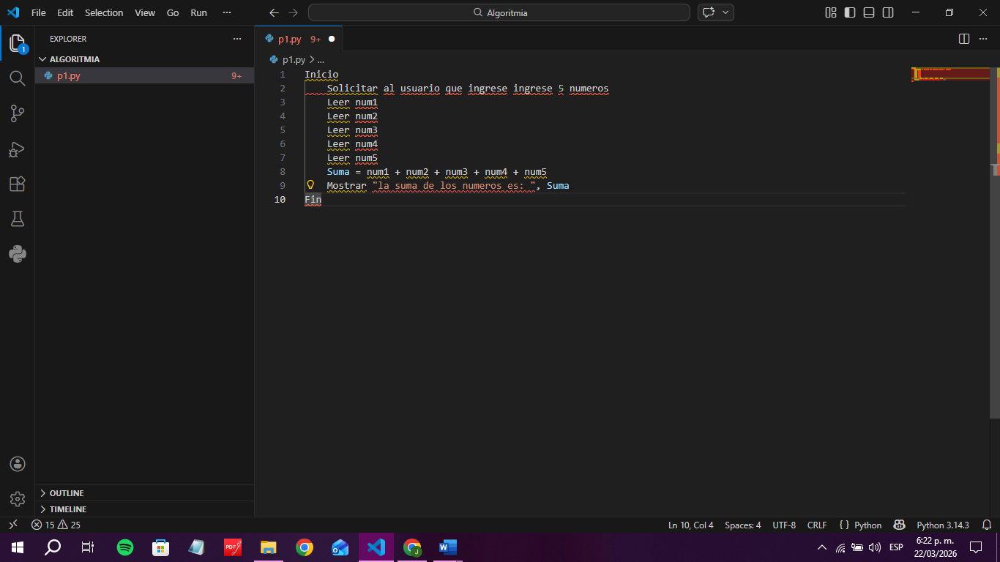 File Edit Selection View Go Run ···
Algoritmia
EXPLORER ···
ALGORITMIA
p1.py 9+
1
p1.py 9+
p1.py > ...
1 Inicio
2     Solicitar al usuario que ingrese ingrese 5 numeros
3     Leer num1
4     Leer num2
5     Leer num3
6     Leer num4
7     Leer num5
8     Suma = num1 + num2 + num3 + num4 + num5
9     Mostrar "la suma de los numeros es: ", Suma
10 Fin
OUTLINE
TIMELINE
15 25 Ln 10, Col 4 Spaces: 4 UTF-8 CRLF { } Python Python 3.14.3
PDF
W
J
ESP
6:22 p. m.
22/03/2026